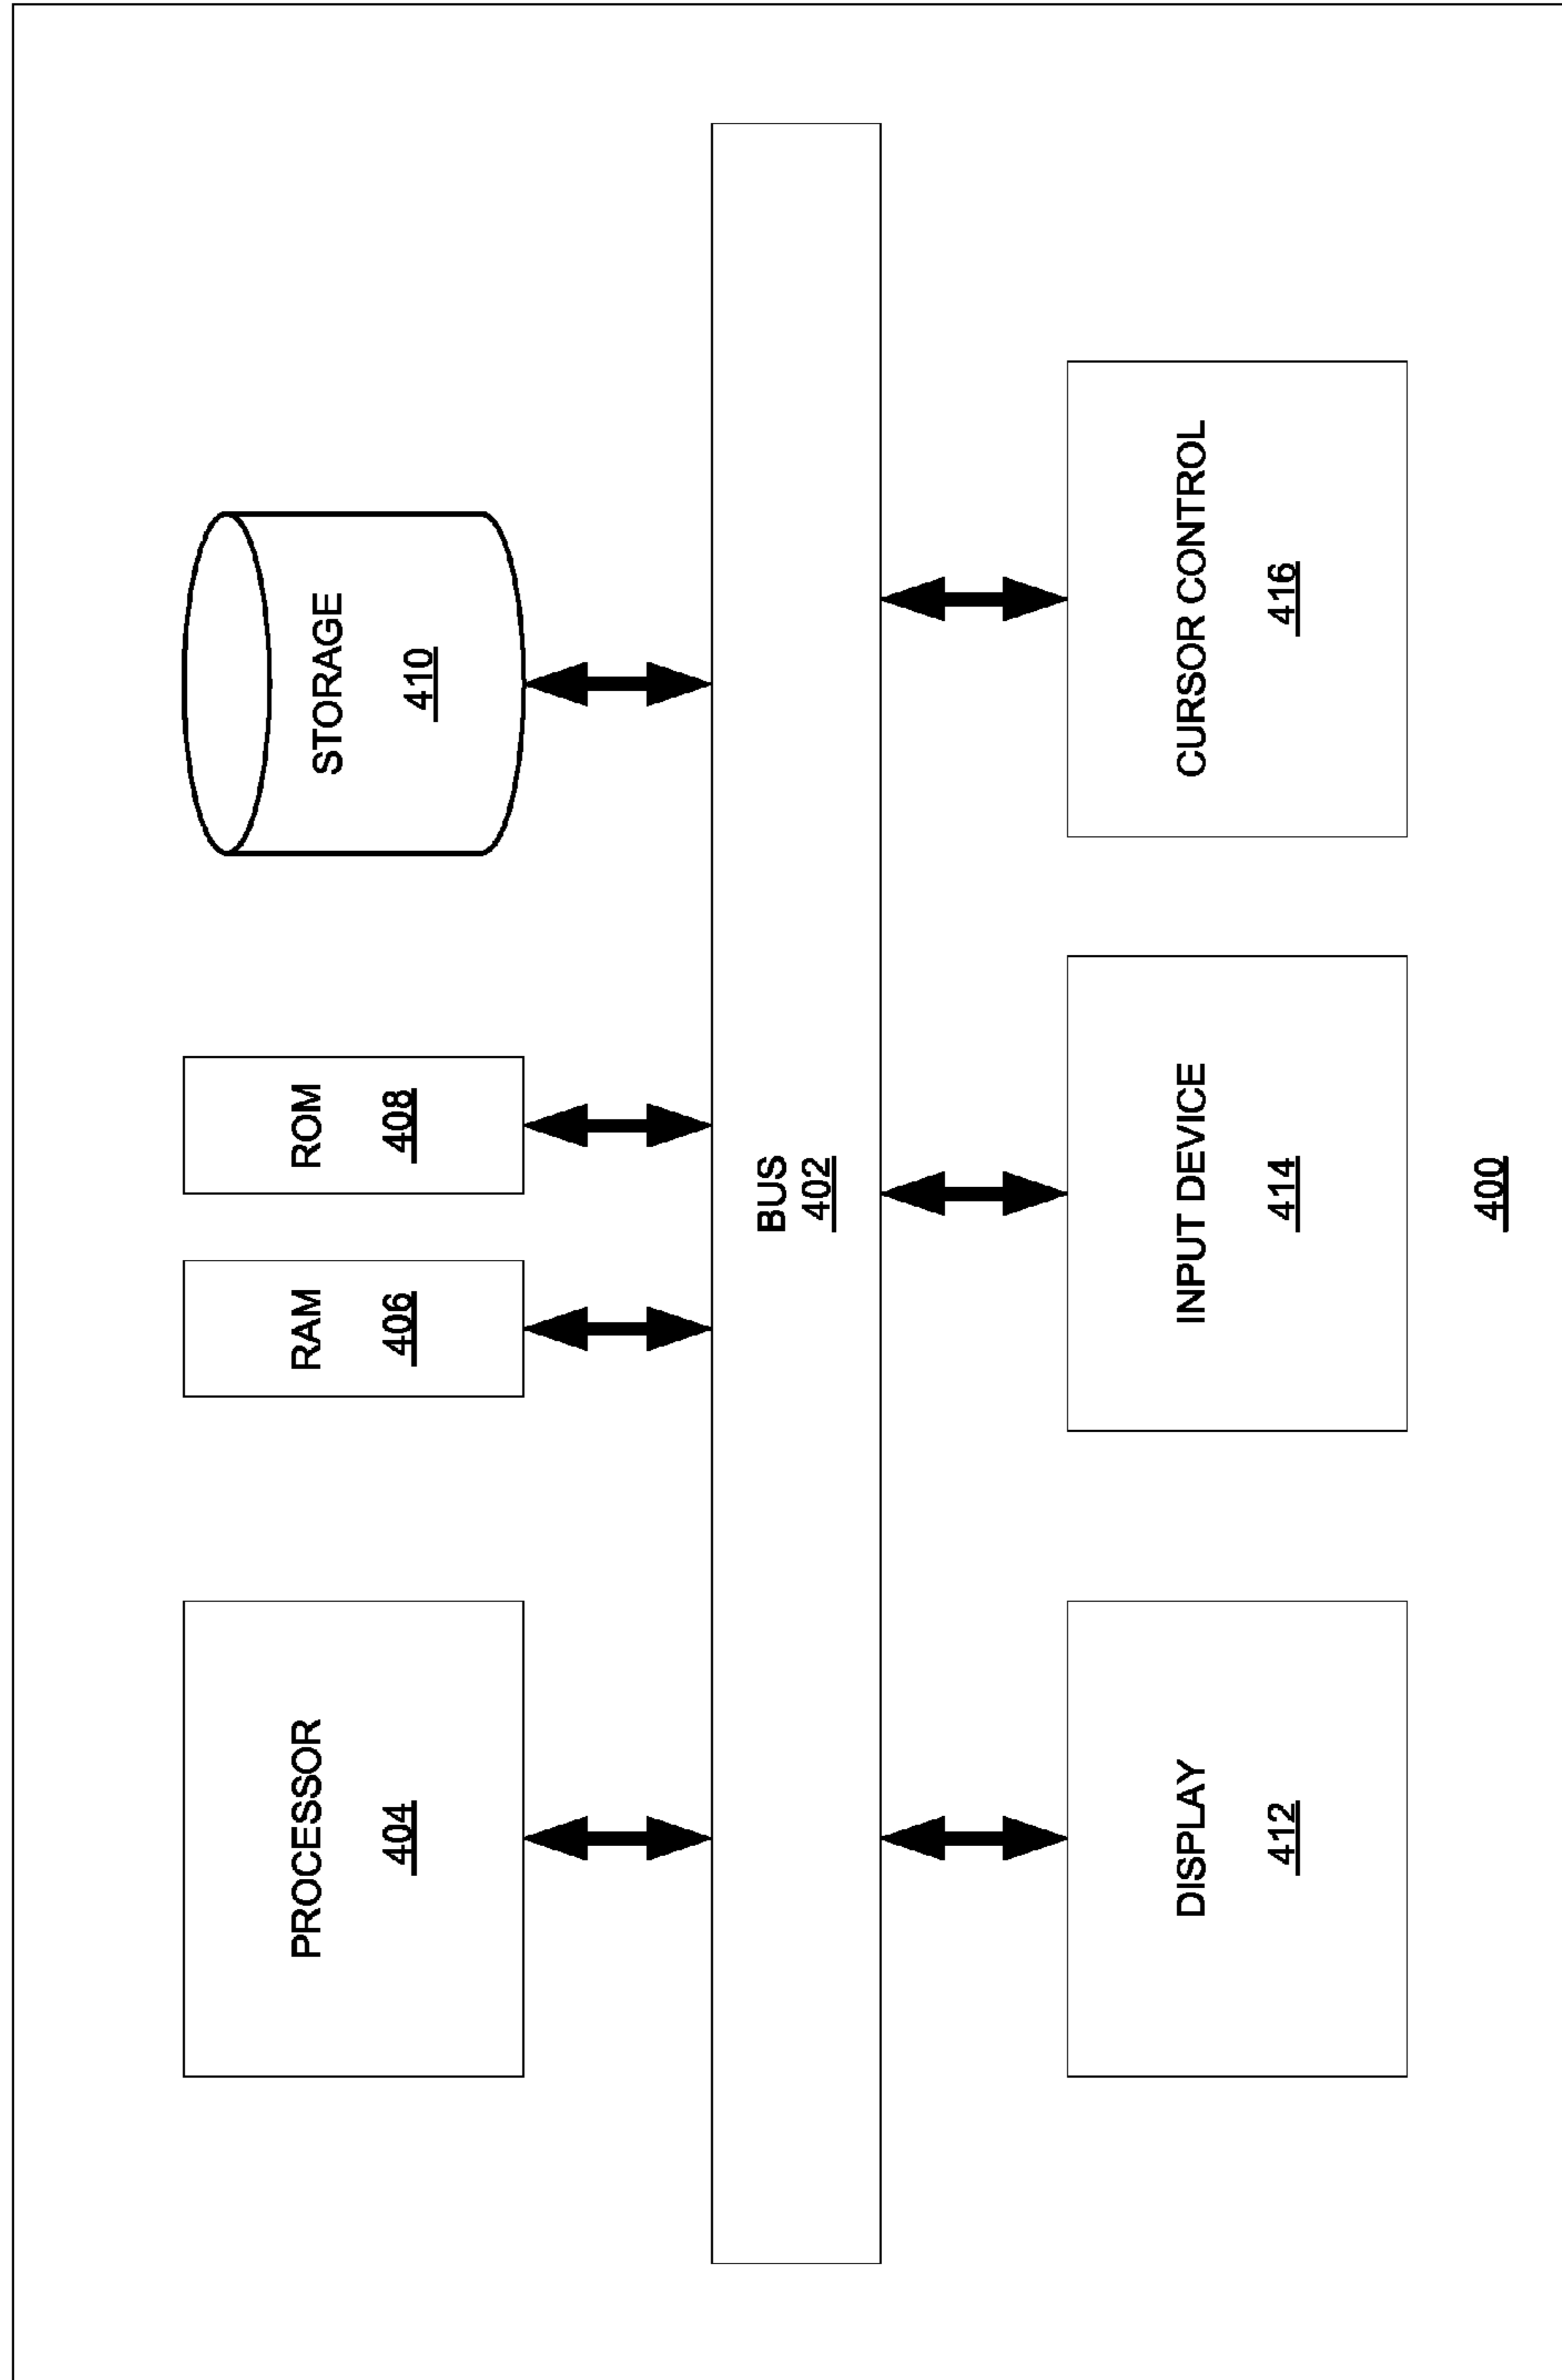 PROCESSOR
404
RAM
406
ROM
408
STORAGE
410
BUS
402
DISPLAY
412
INPUT DEVICE
414
CURSOR CONTROL
416
400